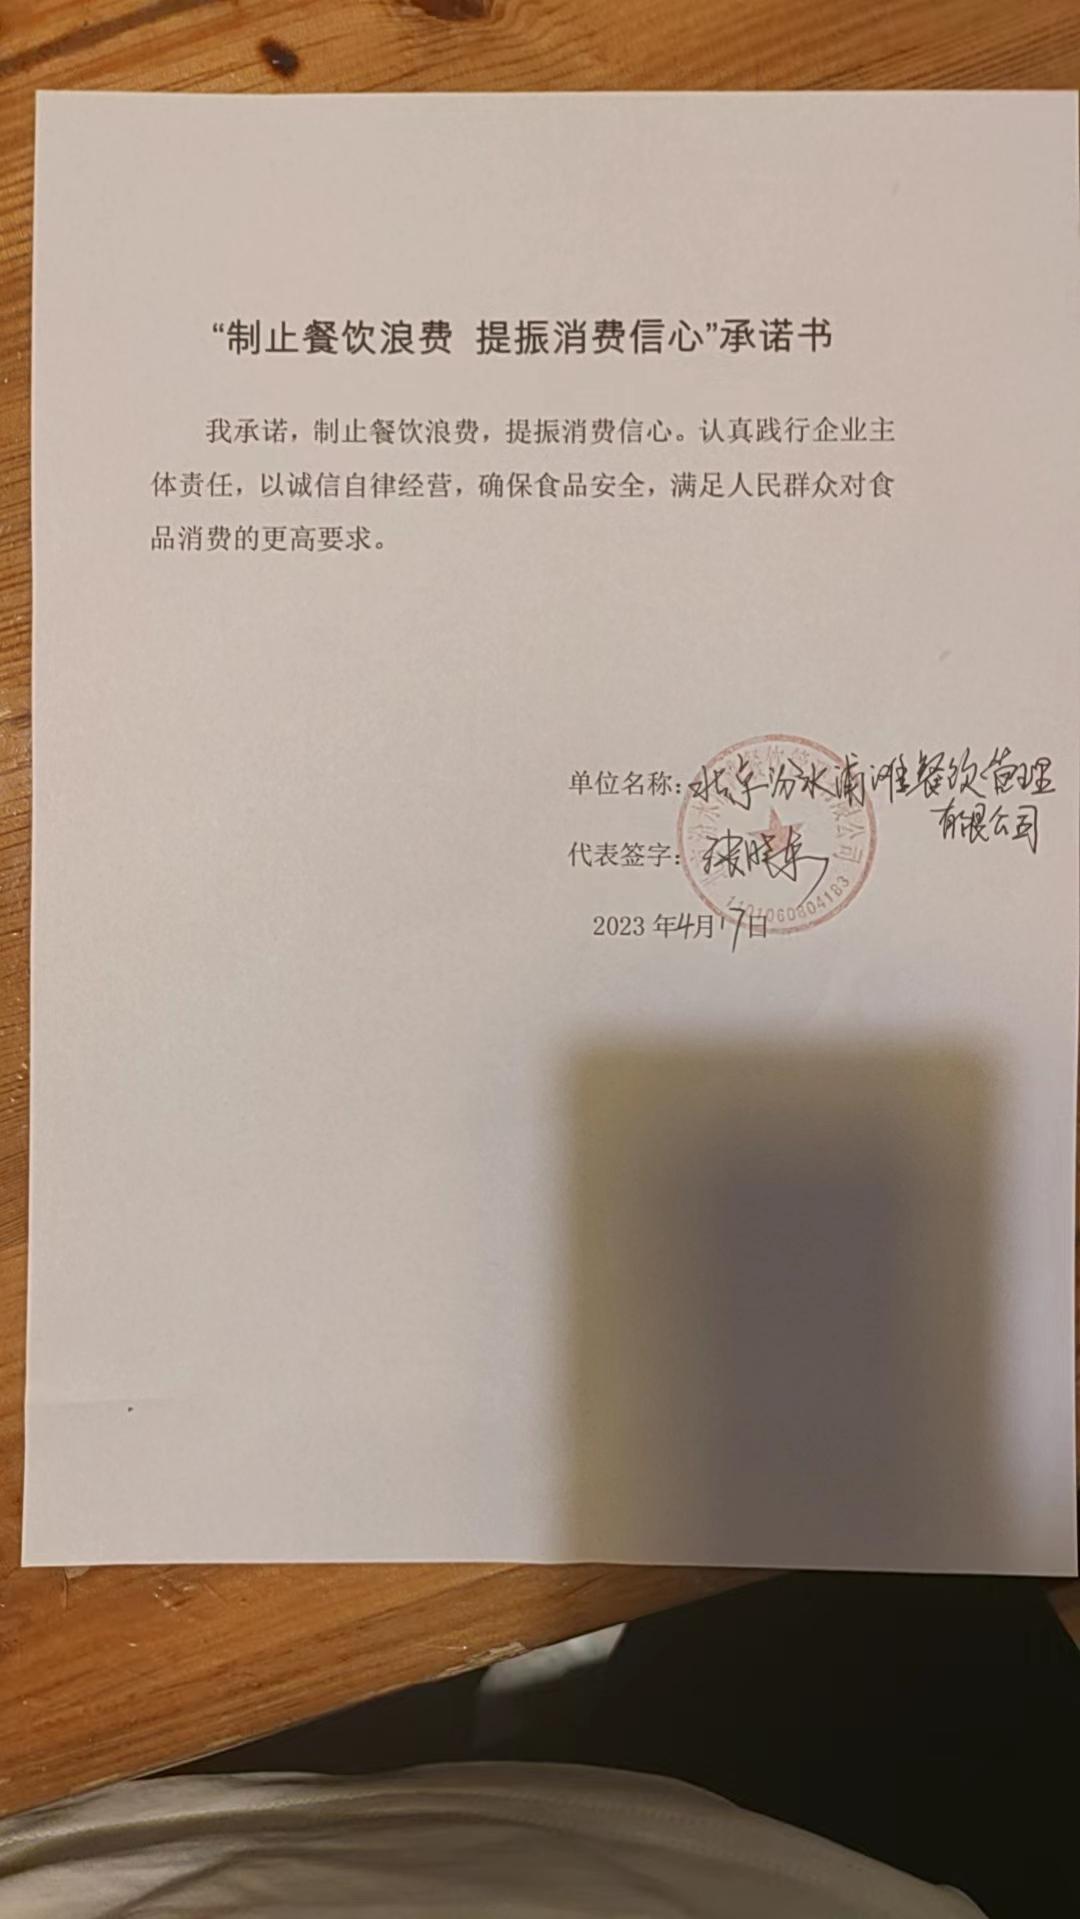 “制止餐饮浪费 提振消费信心”承诺书
我承诺，制止餐饮浪费，提振消费信心。认真践行企业主
体责任，以诚信自律经营，确保食品安全，满足人民群众对食
品消费的更高要求。
单位名称：北京汾水浦滩餐饮管理
有限公司
代表签字：张晓东
2023 年4月17日
1101060804183